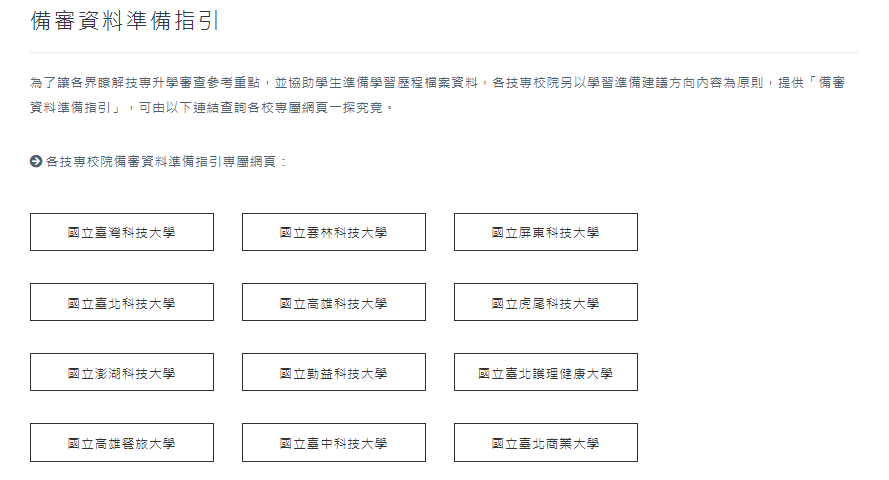 備審資料準備指引
為了讓各界瞭解技專升學審查參考重點，並協助學生準備學習歷程檔案資料，各技專校院另以學習準備建議方向內容為原則，提供「備審
資料準備指引」，可由以下連結查詢各校專屬網頁一探究竟。
各技專校院備審資料準備指引專屬網頁：
國立臺灣科技大學
國立雲林科技大學
國立屏東科技大學
國立臺北科技大學
國立高雄科技大學
國立虎尾科技大學
國立澎湖科技大學
國立勤益科技大學
國立臺北護理健康大學
國立高雄餐旅大學
國立臺中科技大學
國立臺北商業大學